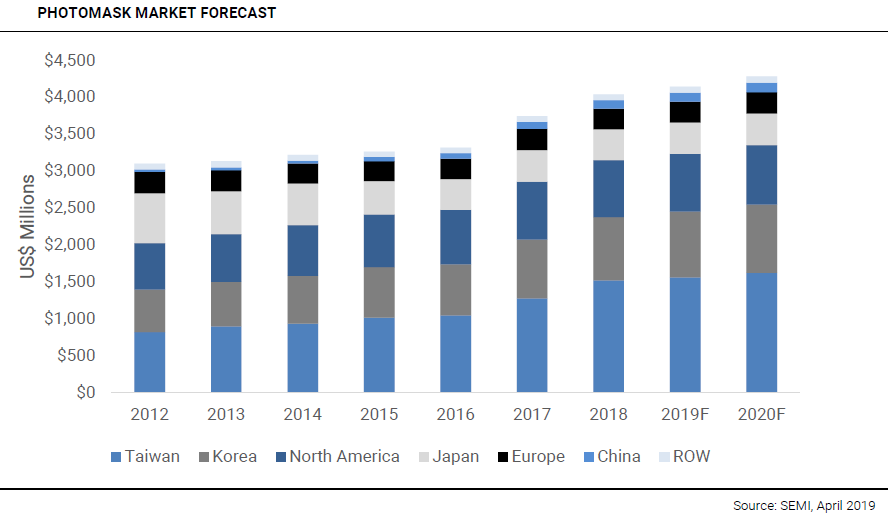 PHOTOMASK MARKET FORECAST
$4,500
$4,000
$3,500
$3,000
$2,500
$2,000
$1,500
$1,000
$500
$0
US$ Millions
2012 2013 2014 2015 2016 2017 2018 2019F 2020F
Taiwan Korea North America Japan Europe China ROW
Source: SEMI, April 2019